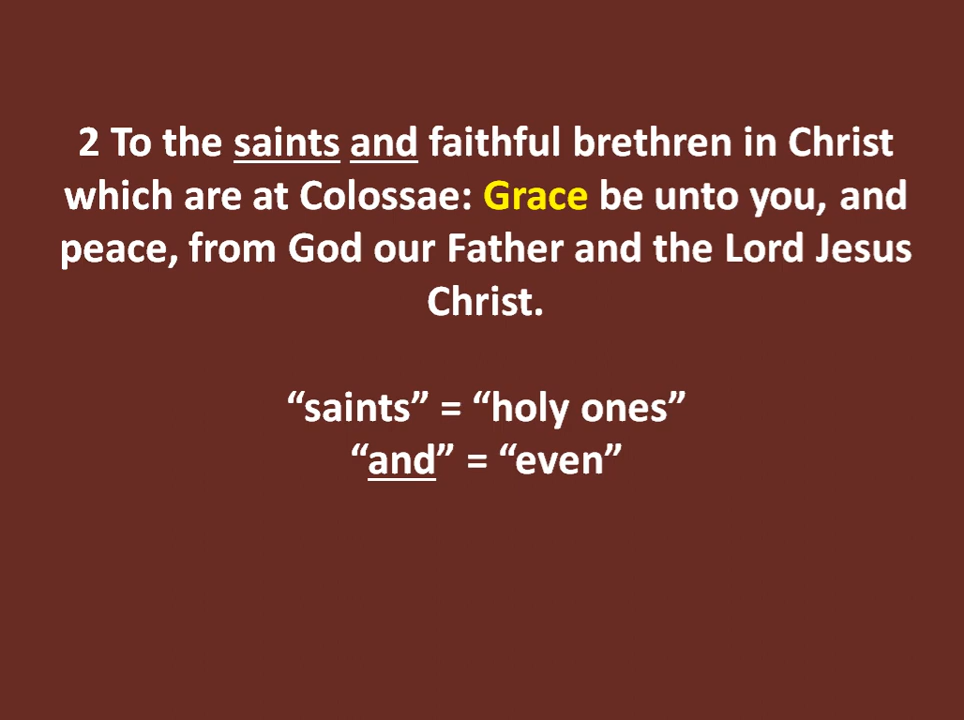 2 To the saints and faithful brethren in Christ
which are at Colossae: Grace be unto you, and
peace, from God our Father and the Lord Jesus
Christ.
“saints” = “holy ones”
“and” = “even”